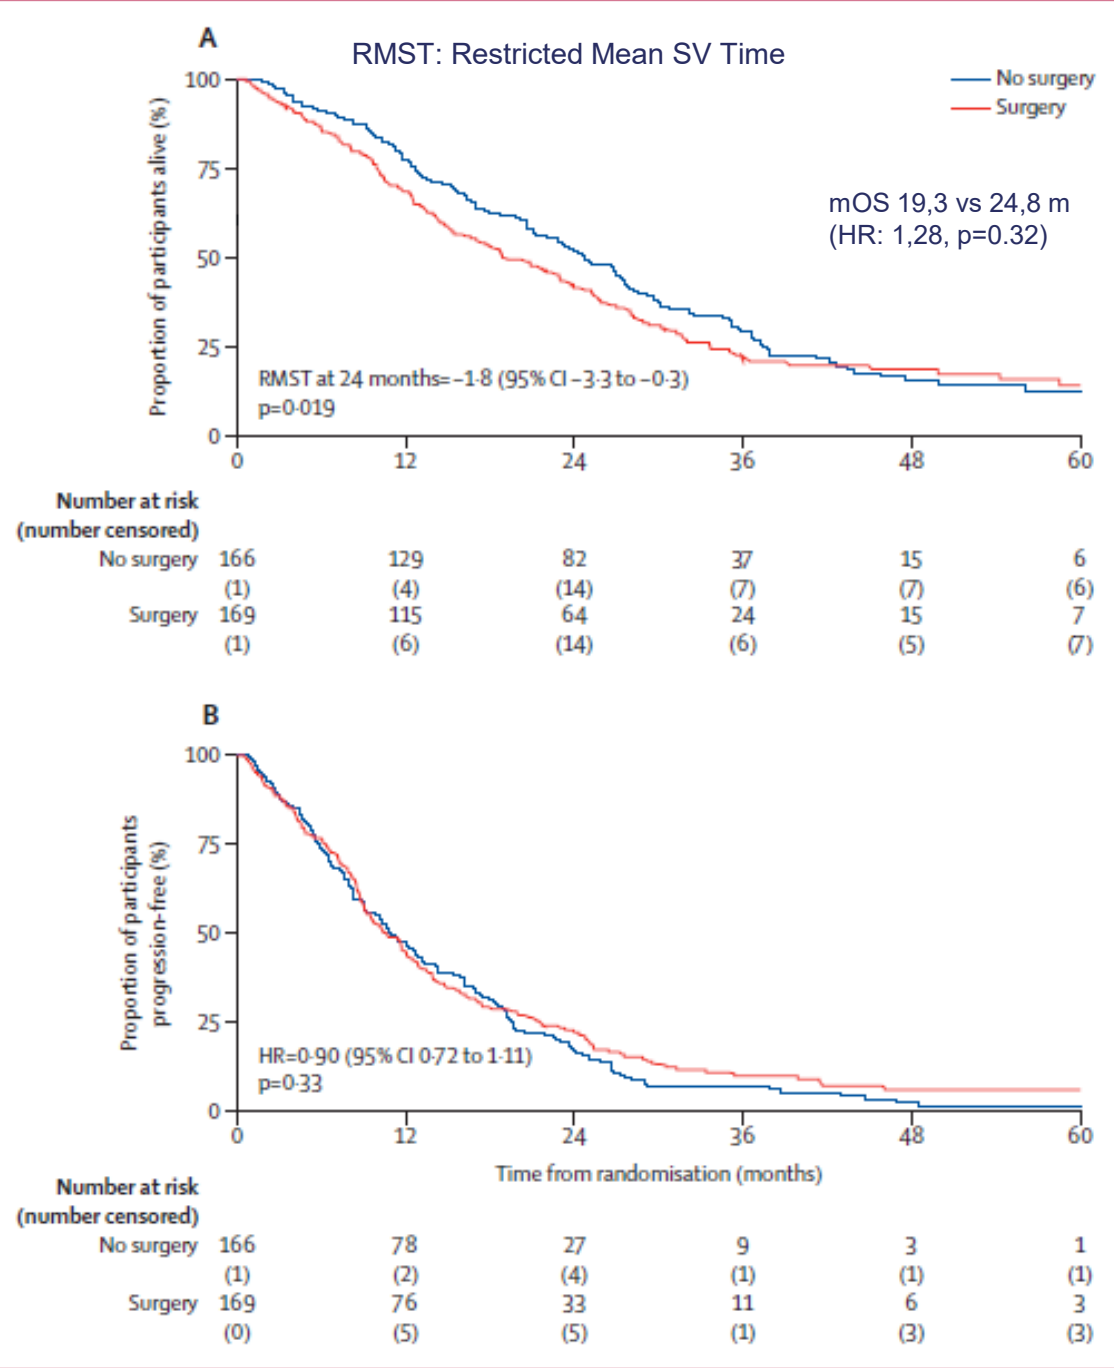 A
RMST: Restricted Mean SV Time
No surgery
Surgery
mOS 19,3 vs 24,8 m
(HR: 1,28, p=0.32)
Proportion of participants alive (%)
100
75
50
25
0
RMST at 24 months=–1·8 (95% CI –3·3 to –0·3)
p=0·019
0 12 24 36 48 60
Number at risk
(number censored)
No surgery 166 129 82 37 15 6
(1) (4) (14) (7) (7) (6)
Surgery 169 115 64 24 15 7
(1) (6) (14) (6) (5) (7)
B
Proportion of participants
progression-free (%)
100
75
50
25
0
HR=0·90 (95% CI 0·72 to 1·11)
p=0·33
0 12 24 36 48 60
Time from randomisation (months)
Number at risk
(number censored)
No surgery 166 78 27 9 3 1
(1) (2) (4) (1) (1) (1)
Surgery 169 76 33 11 6 3
(0) (5) (5) (1) (3) (3)